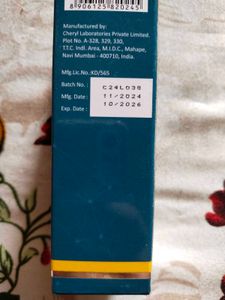 8906125820245
Manufactured by:
Cheryl Laboratories Private Limited,
Plot No. A-328, 329, 330,
T.T.C. Indl. Area, M.I.D.C., Mahape,
Navi Mumbai - 400710, India.
Mfg.Lic.No.:KD/565
Batch No.: C24L038
Mfg. Date : 11/2024
Exp. Date : 10/2026